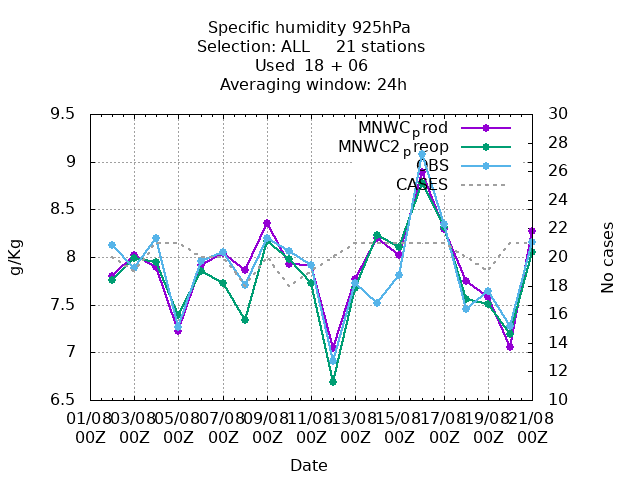 Specific humidity 925hPa
Selection: ALL 21 stations
Used 18 + 06
Averaging window: 24h
9.5 30
MNWCprod
28
MNWC2preop
9 26
OBS
CASES
24
8.5 22
8 20
g/Kg No cases
18
7.5 16
14
7 12
6.5 10
01/08 03/08 05/08 07/08 09/08 11/08 13/08 15/08 17/08 19/08 21/08
00Z 00Z 00Z 00Z 00Z 00Z 00Z 00Z 00Z 00Z 00Z
Date